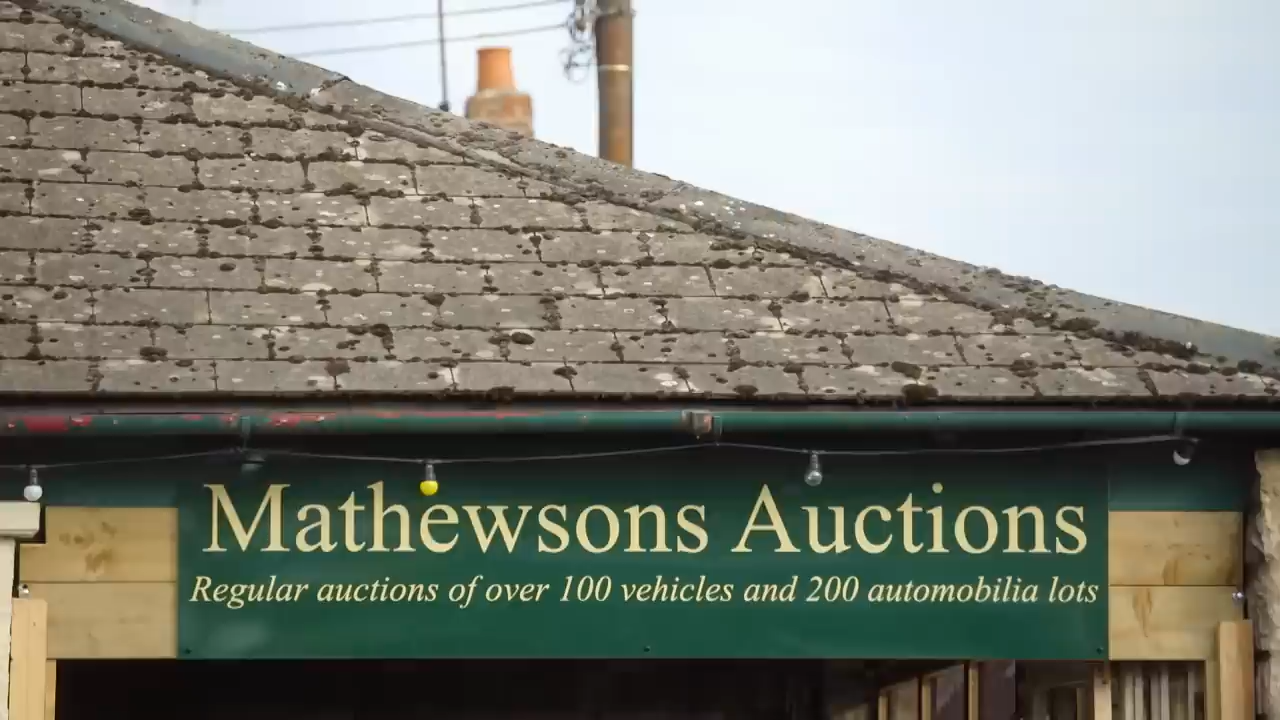 Mathewsons Auctions
Regular auctions of over 100 vehicles and 200 automobilia lots